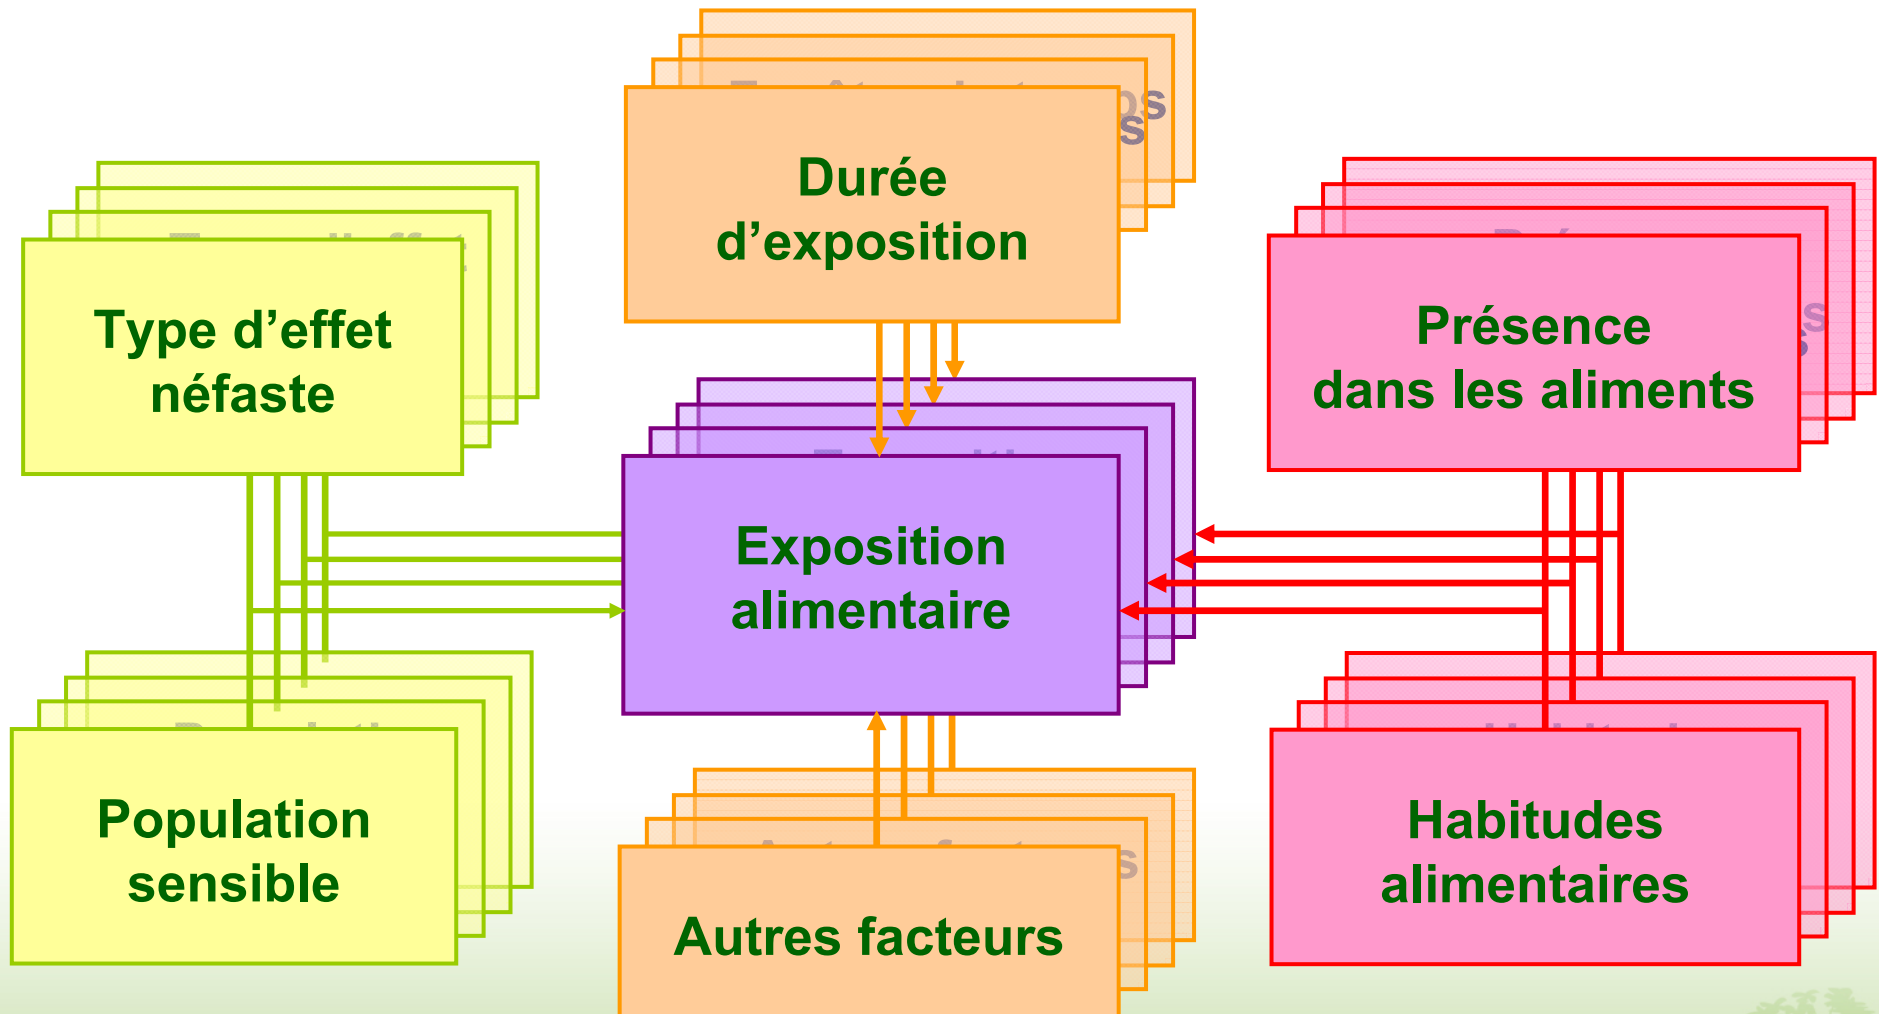 Durée
d’exposition
Type d’effet
néfaste
Présence
dans les aliments
Exposition
alimentaire
Population
sensible
Habitudes
alimentaires
Autres facteurs